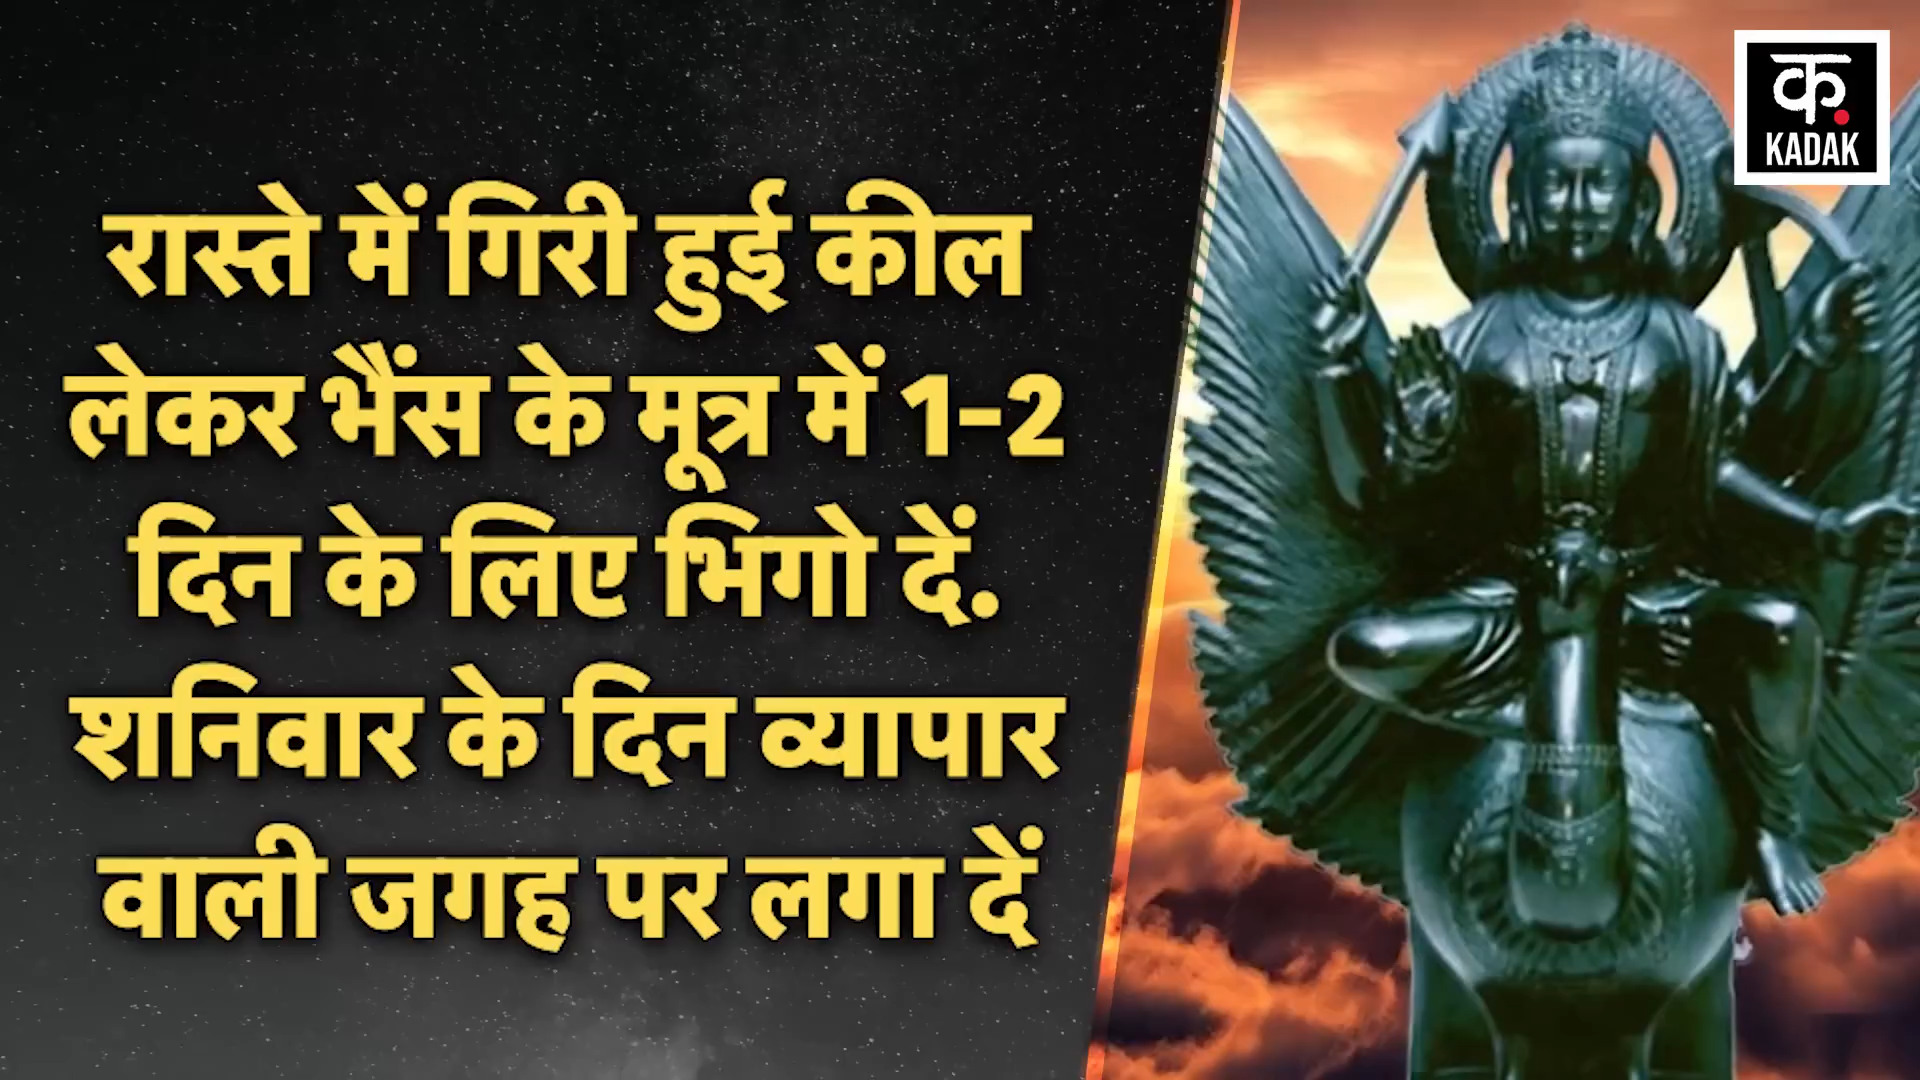 रास्ते में गिरी हुई कील
लेकर भैंस के मूत्र में 1-2
दिन के लिए भिगो दें.
शनिवार के दिन व्यापार
वाली जगह पर लगा दें
क.
KADAK